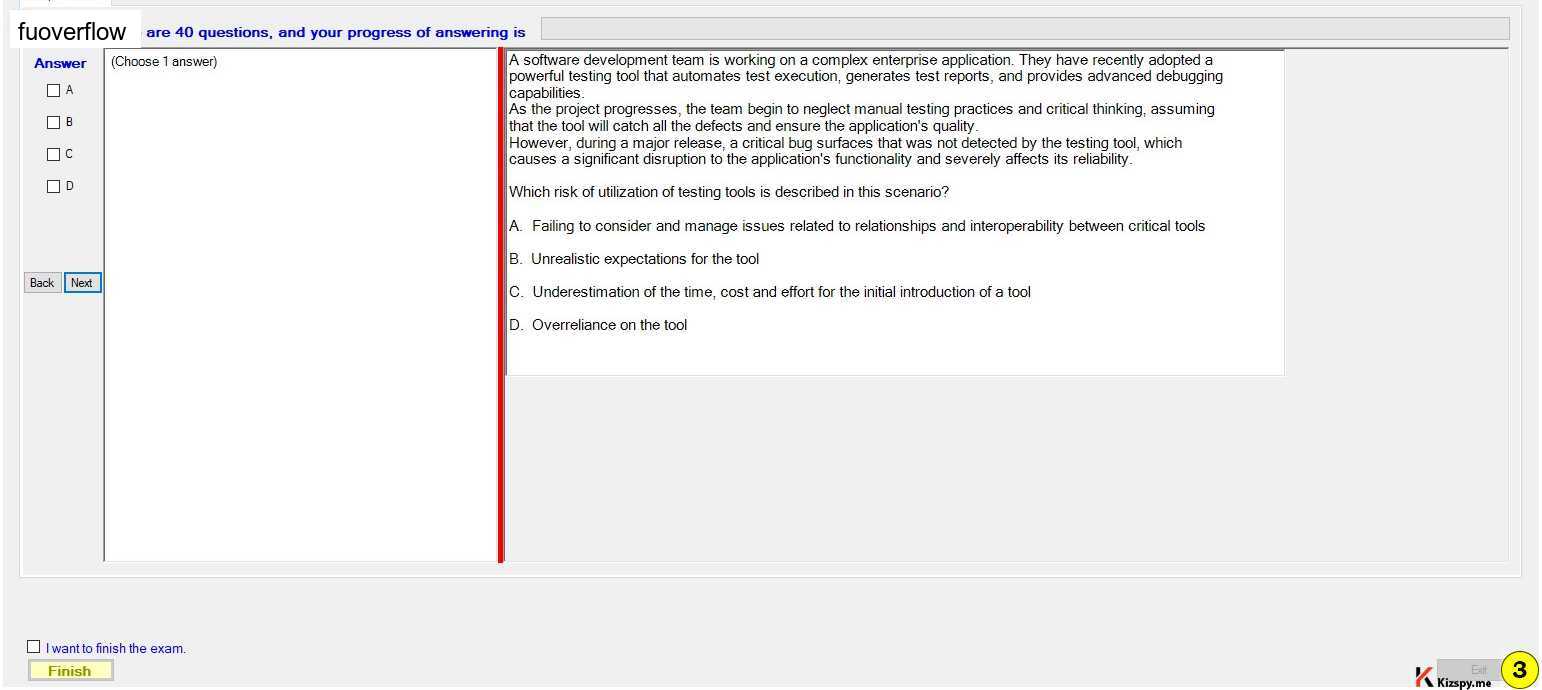 fuoverflow are 40 questions, and your progress of answering is
Answer
A
B
C
D
Back Next
(Choose 1 answer)
A software development team is working on a complex enterprise application. They have recently adopted a
powerful testing tool that automates test execution, generates test reports, and provides advanced debugging
capabilities.
As the project progresses, the team begin to neglect manual testing practices and critical thinking, assuming
that the tool will catch all the defects and ensure the application's quality.
However, during a major release, a critical bug surfaces that was not detected by the testing tool, which
causes a significant disruption to the application's functionality and severely affects its reliability.
Which risk of utilization of testing tools is described in this scenario?
A. Failing to consider and manage issues related to relationships and interoperability between critical tools
B. Unrealistic expectations for the tool
C. Underestimation of the time, cost and effort for the initial introduction of a tool
D. Overreliance on the tool
I want to finish the exam.
Finish
Exit
Kizspy.me
3